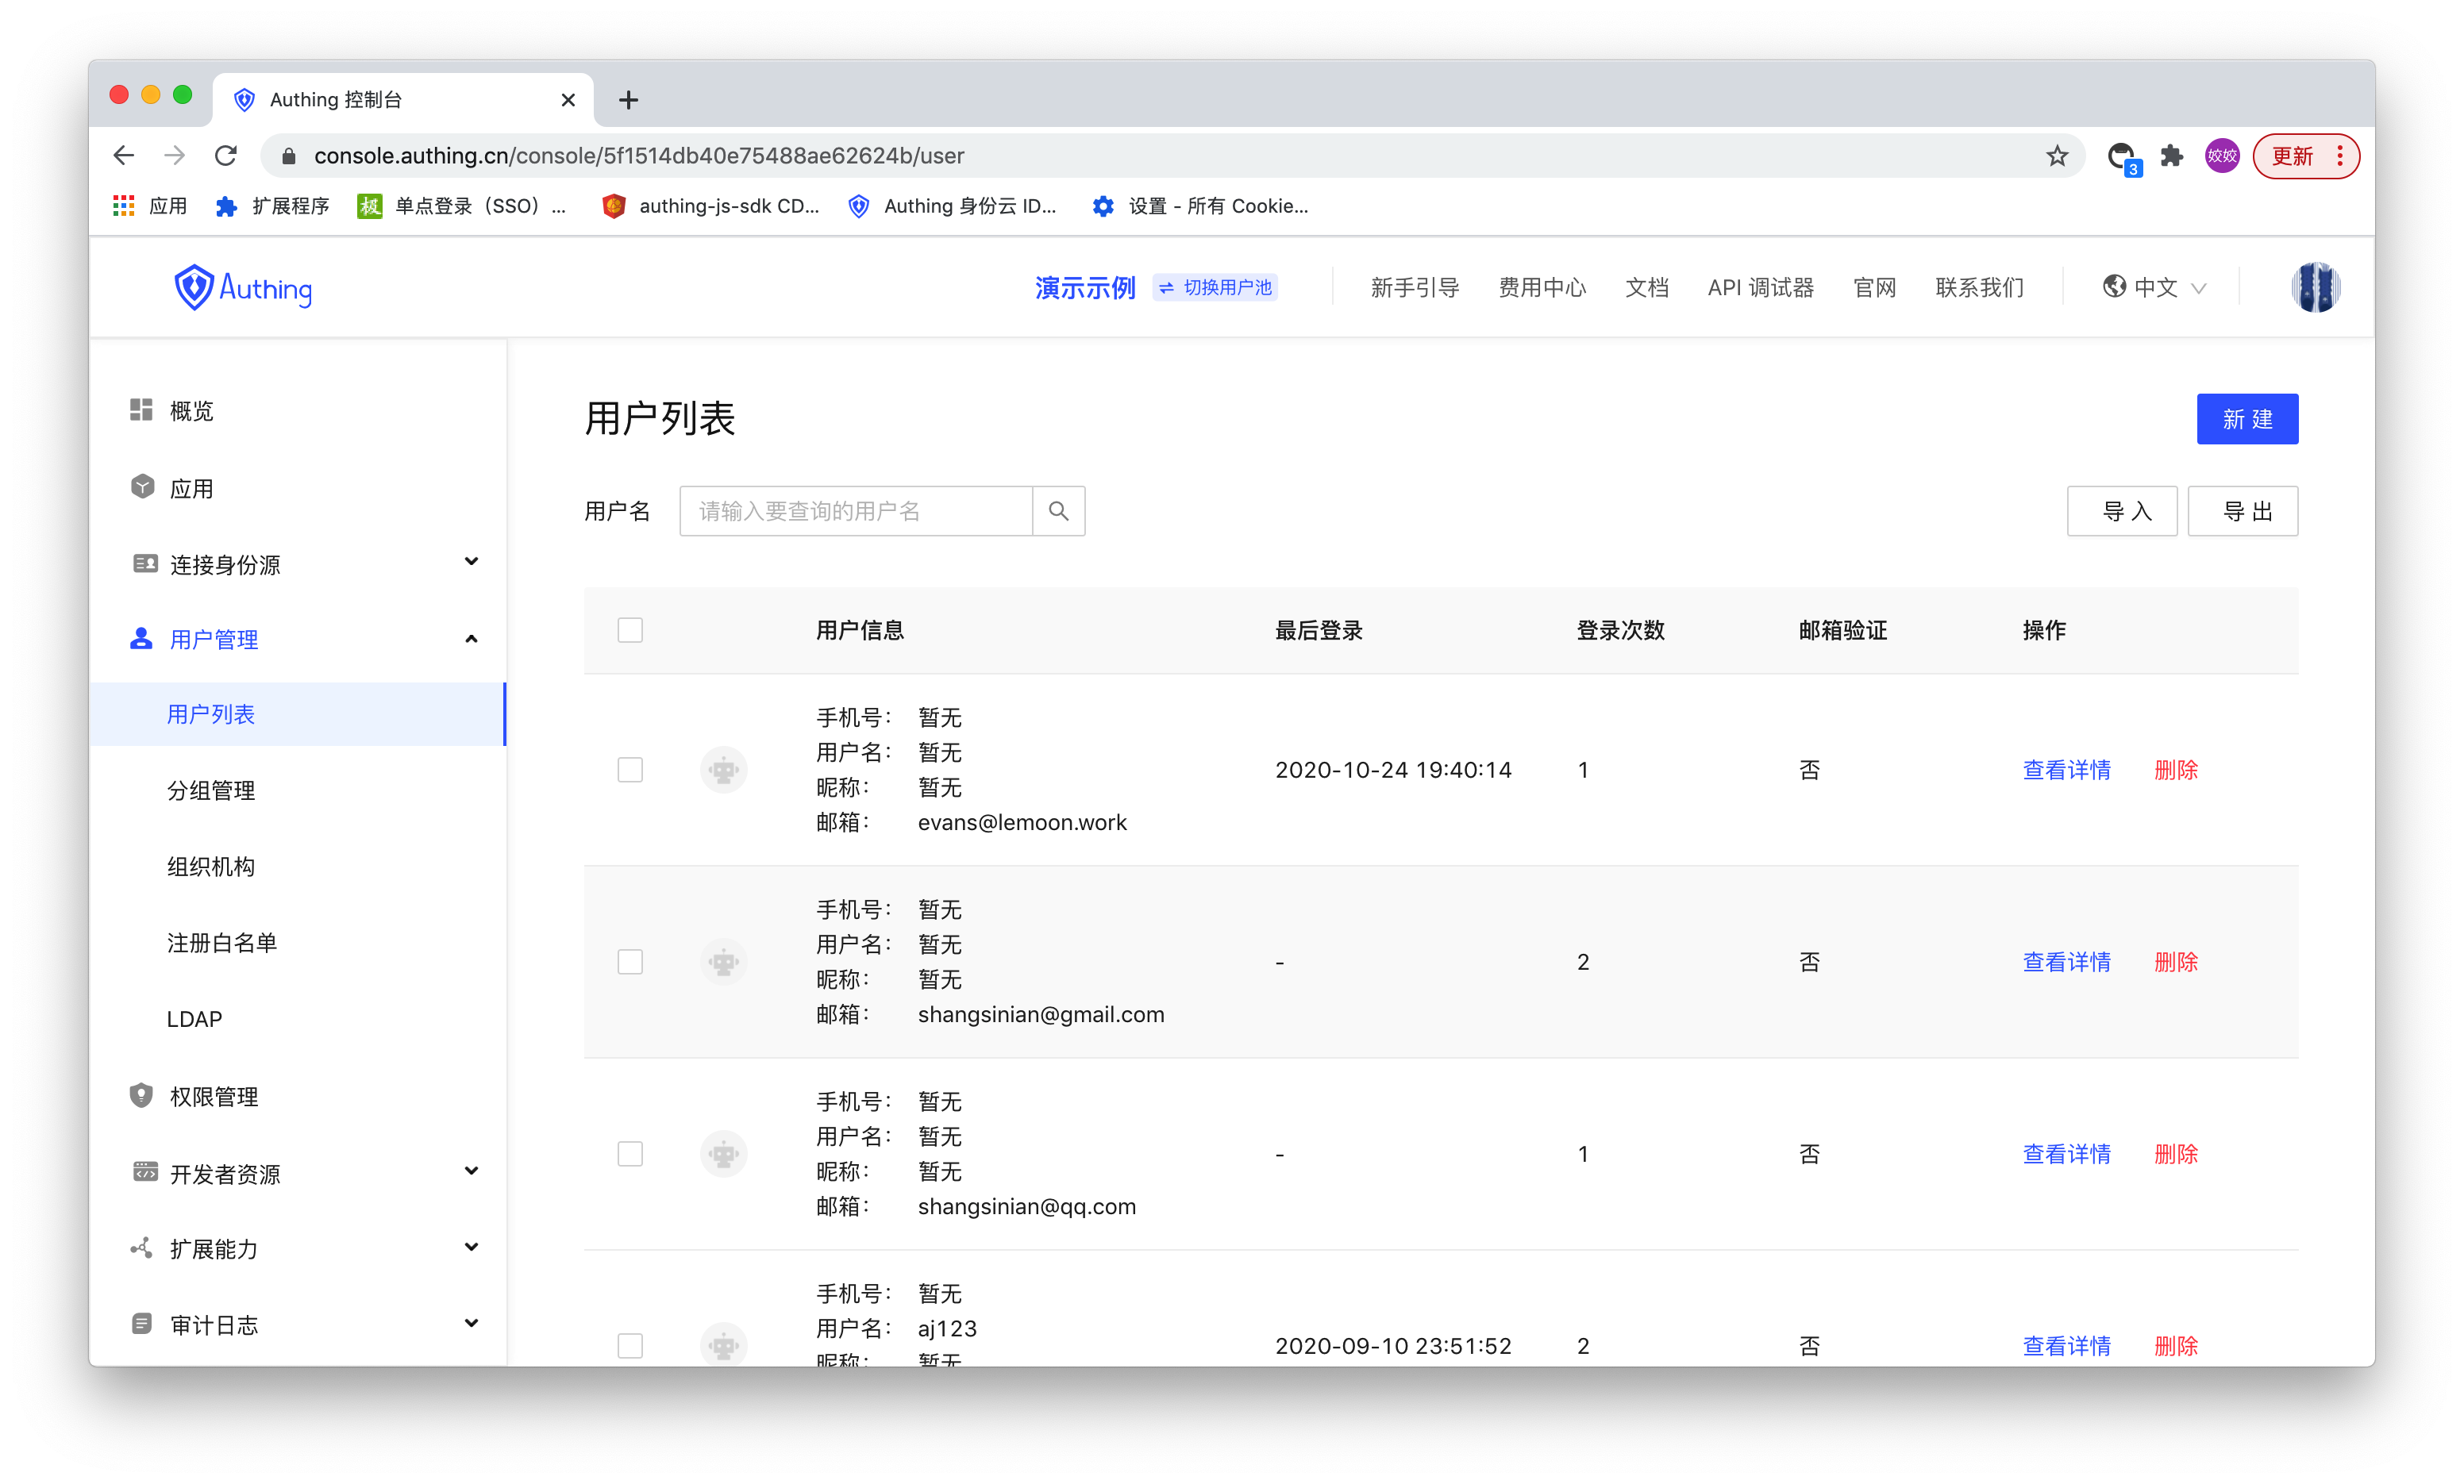 Authing 控制台
console.authing.cn/console/5f1514db40e75488ae62624b/user
3
姣姣
更新
应用
扩展程序
极
单点登录（SSO）...
authing-js-sdk CD...
Authing 身份云 ID...
设置 - 所有 Cookie...
Authing
演示示例
切换用户池
新手引导
费用中心
文档
API 调试器
官网
联系我们
中文
概览
应用
连接身份源
用户管理
用户列表
分组管理
组织机构
注册白名单
LDAP
权限管理
开发者资源
扩展能力
审计日志
用户列表
新 建
用户名
请输入要查询的用户名
导 入
导 出
用户信息 最后登录 登录次数 邮箱验证 操作
手机号： 暂无
用户名： 暂无
昵称： 暂无
邮箱： evans@lemoon.work
2020-10-24 19:40:14 1 否 查看详情 删除
手机号： 暂无
用户名： 暂无
昵称： 暂无
邮箱： shangsinian@gmail.com
- 2 否 查看详情 删除
手机号： 暂无
用户名： 暂无
昵称： 暂无
邮箱： shangsinian@qq.com
- 1 否 查看详情 删除
手机号： 暂无
用户名： aj123
昵称： 暂无
2020-09-10 23:51:52 2 否 查看详情 删除